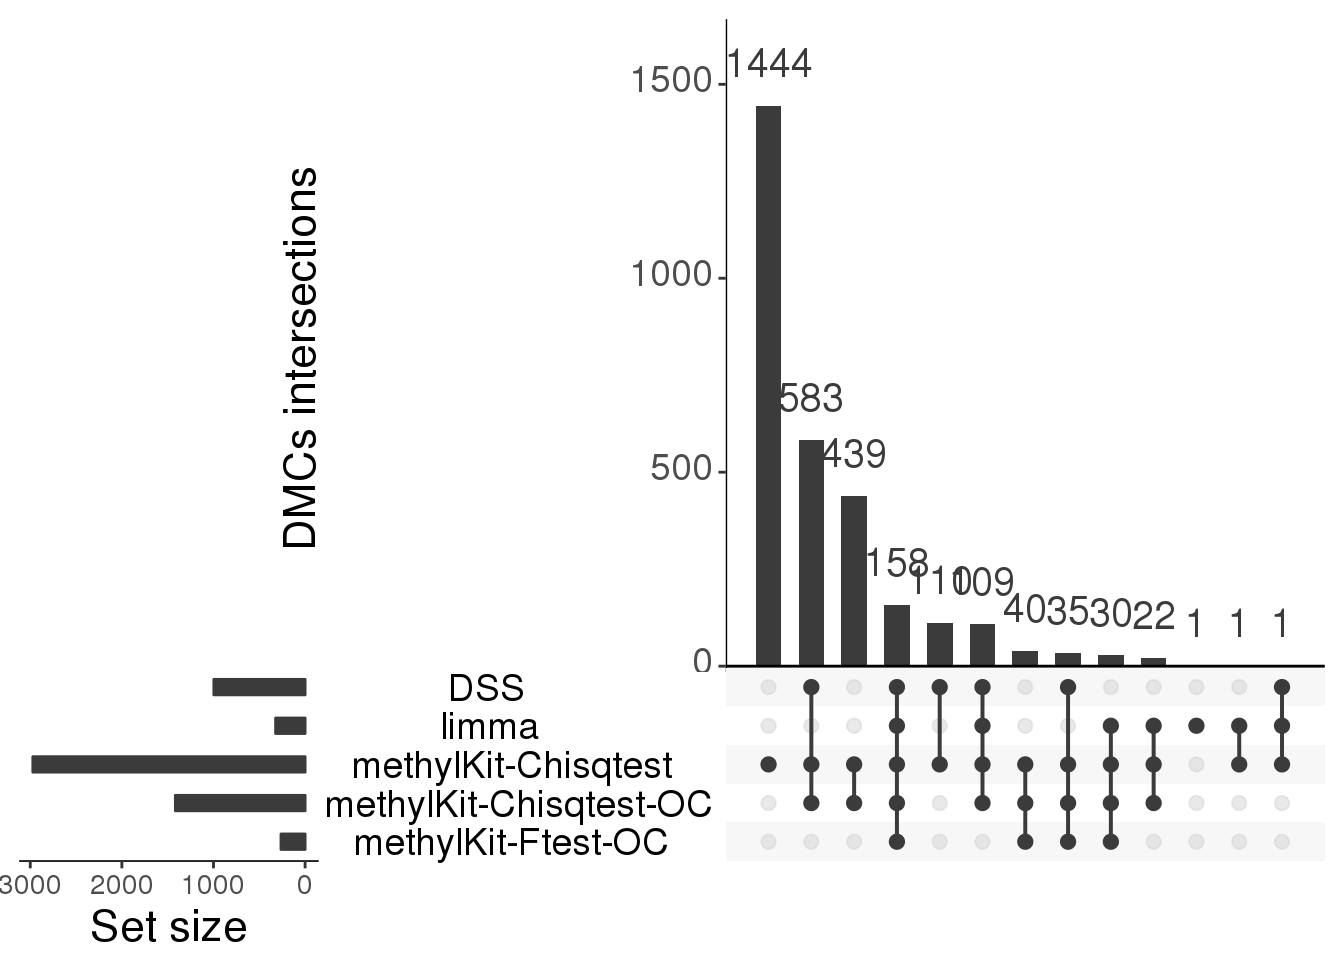 DMCs intersections
1500
1000
500
0
1444
583
439
158
110
109
40
35
30
22
1
1
1
DSS
limma
methylKit-Chisqtest
methylKit-Chisqtest-OC
methylKit-Ftest-OC
3000 2000 1000 0
Set size